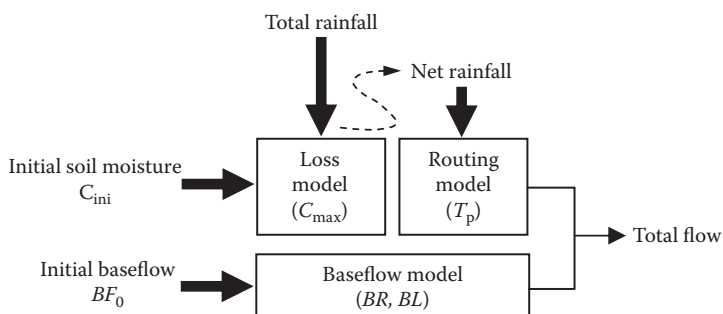 Total rainfall
Net rainfall
Initial soil moisture
C_ini
Loss
model
(C_max)
Routing
model
(T_p)
Total flow
Initial baseflow
BF_0
Baseflow model
(BR, BL)